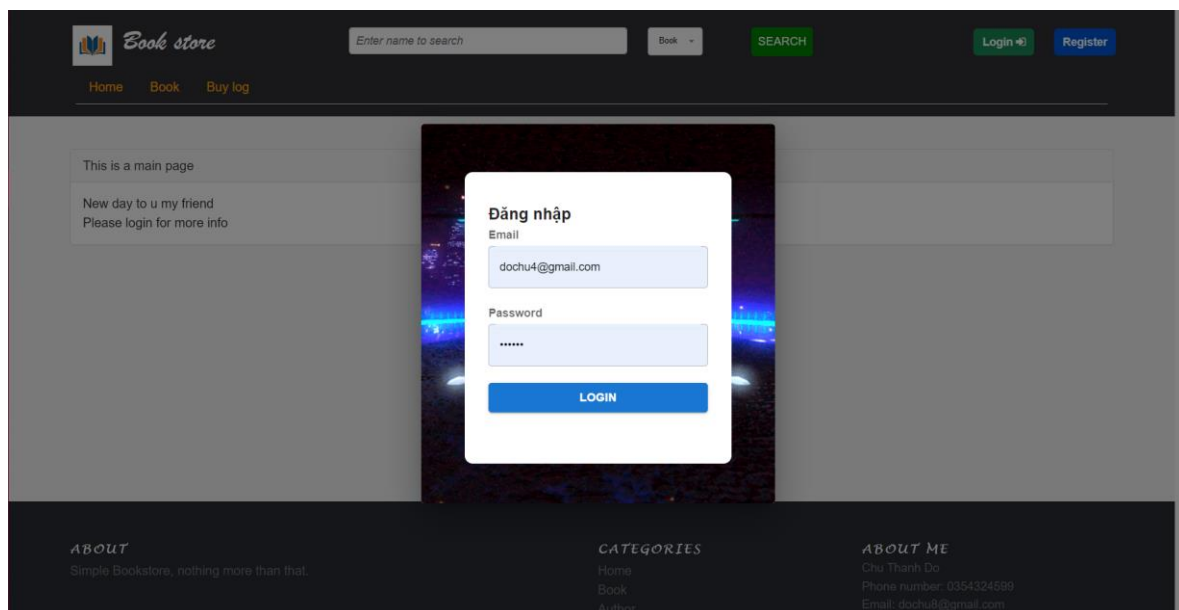 Book store
Enter name to search
Book
SEARCH
Login
Register
Home Book Buy log
This is a main page
New day to u my friend
Please login for more info
Đăng nhập
Email
dochu4@gmail.com
Password
••••••
LOGIN
ABOUT
Simple Bookstore, nothing more than that.
CATEGORIES
Home
Book
Author
ABOUT ME
Chu Thanh Do
Phone number: 0354324599
Email: dochu8@gmail.com